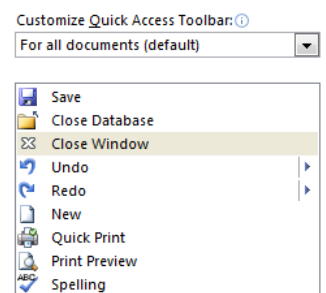 Customize Quick Access Toolbar:
For all documents (default)
Save
Close Database
Close Window
Undo
Redo
New
Quick Print
Print Preview
ABC Spelling